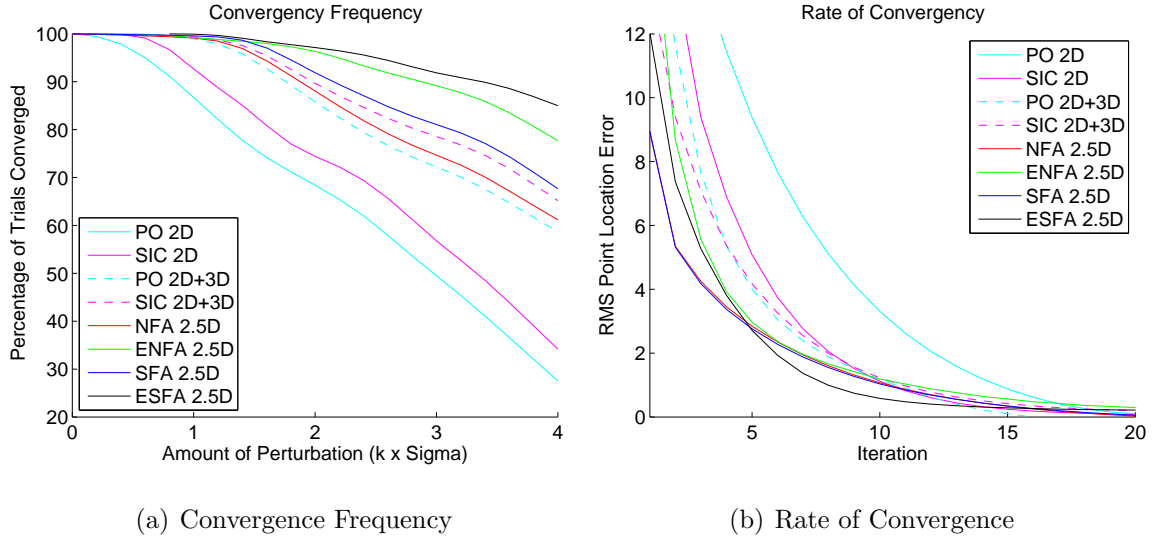 Convergency Frequency
100
90
80
70
60
50
40
30
20
0
1
2
3
4
Percentage of Trials Converged
Amount of Perturbation (k x Sigma)
PO 2D
SIC 2D
PO 2D+3D
SIC 2D+3D
NFA 2.5D
ENFA 2.5D
SFA 2.5D
ESFA 2.5D
(a) Convergence Frequency
Rate of Convergency
12
10
8
6
4
2
0
5
10
15
20
RMS Point Location Error
Iteration
PO 2D
SIC 2D
PO 2D+3D
SIC 2D+3D
NFA 2.5D
ENFA 2.5D
SFA 2.5D
ESFA 2.5D
(b) Rate of Convergence